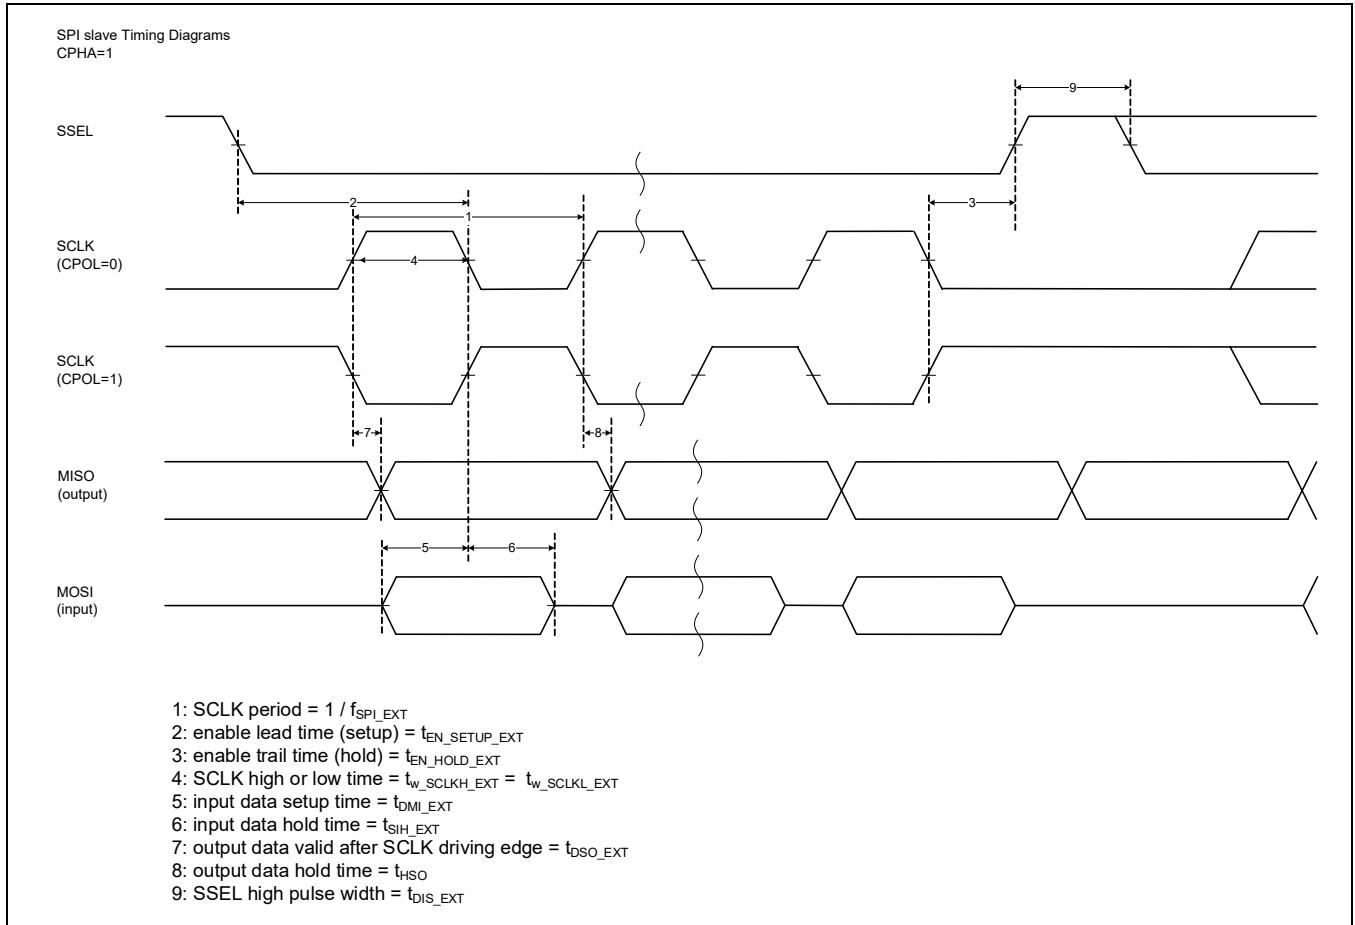 SPI slave Timing Diagrams
CPHA=1
9
SSEL
2
1
3
SCLK
(CPOL=0)
4
SCLK
(CPOL=1)
7
8
MISO
(output)
5
6
MOSI
(input)
1: SCLK period = 1 / fSPI_EXT
2: enable lead time (setup) = tEN_SETUP_EXT
3: enable trail time (hold) = tEN_HOLD_EXT
4: SCLK high or low time = tw_SCLKH_EXT = tw_SCLKL_EXT
5: input data setup time = tDMI_EXT
6: input data hold time = tSIH_EXT
7: output data valid after SCLK driving edge = tDSO_EXT
8: output data hold time = tHSO
9: SSEL high pulse width = tDIS_EXT